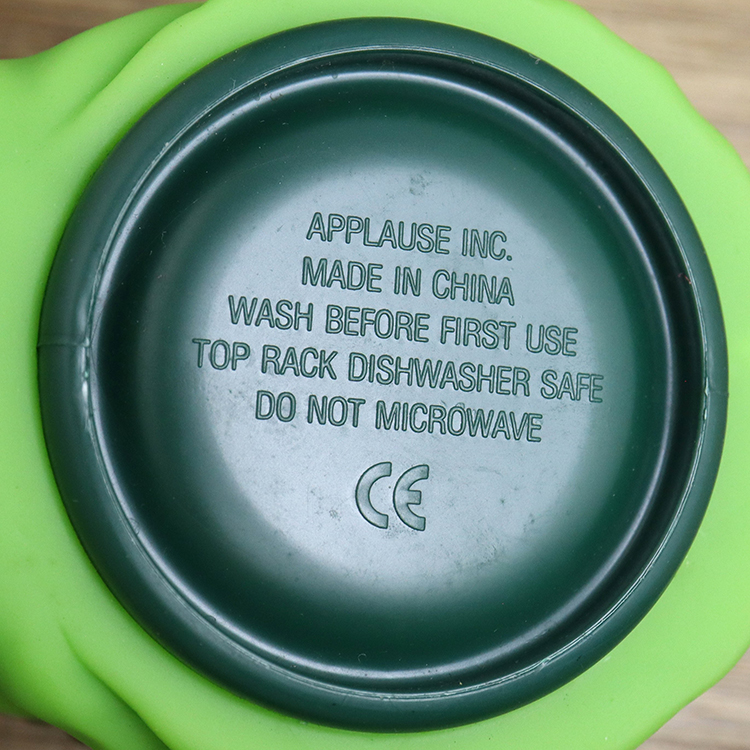 APPLAUSE INC.
MADE IN CHINA
WASH BEFORE FIRST USE
TOP RACK DISHWASHER SAFE
DO NOT MICROWAVE
CE